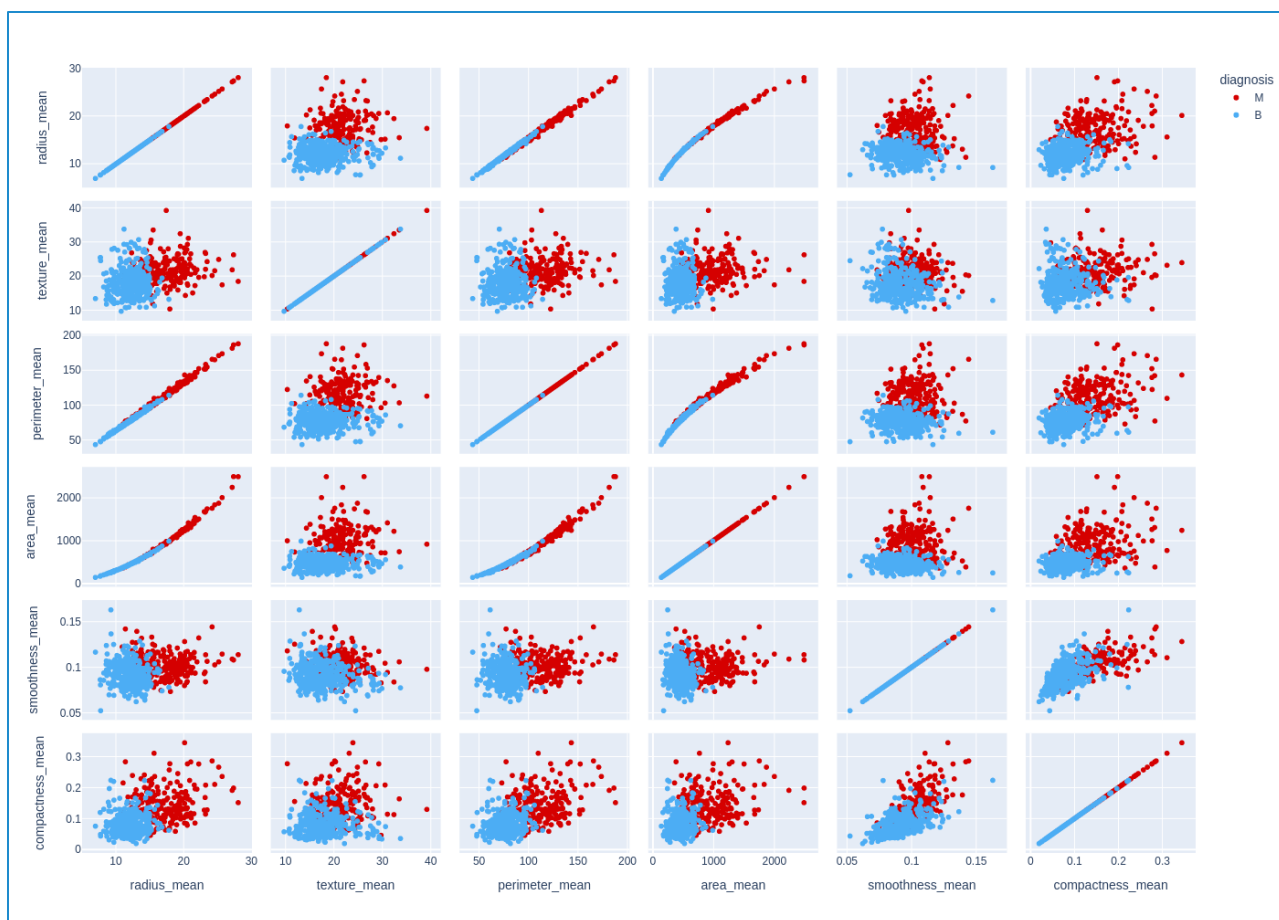 diagnosis
M
B
radius_mean
30
20
10
texture_mean
40
30
20
10
perimeter_mean
200
150
100
50
area_mean
2000
1000
0
smoothness_mean
0.15
0.1
0.05
compactness_mean
0.3
0.2
0.1
0
10 20 30
10 20 30 40
50 100 150 200
0 1000 2000
0.05 0.1 0.15
0 0.1 0.2 0.3
radius_mean texture_mean perimeter_mean area_mean smoothness_mean compactness_mean